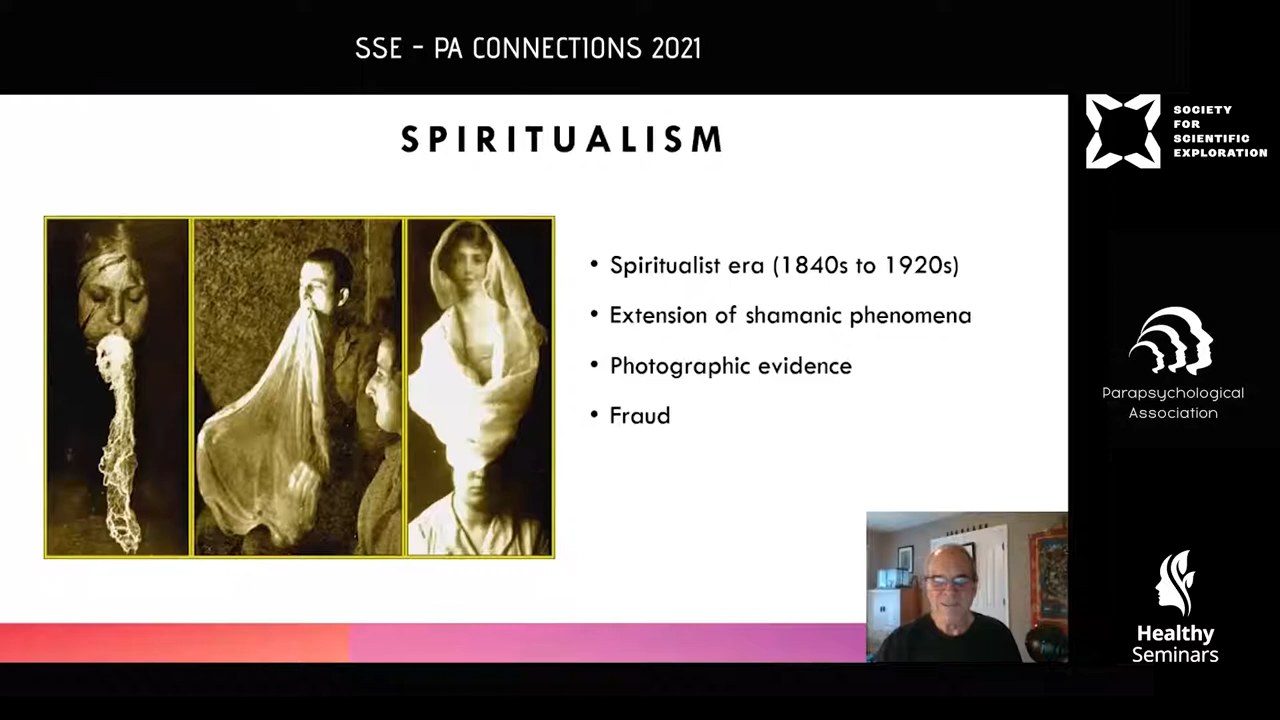 SSE - PA CONNECTIONS 2021
SPIRITUALISM
• Spiritualist era (1840s to 1920s)
• Extension of shamanic phenomena
• Photographic evidence
• Fraud
SOCIETY
FOR
SCIENTIFIC
EXPLORATION
Parapsychological
Association
Healthy
Seminars